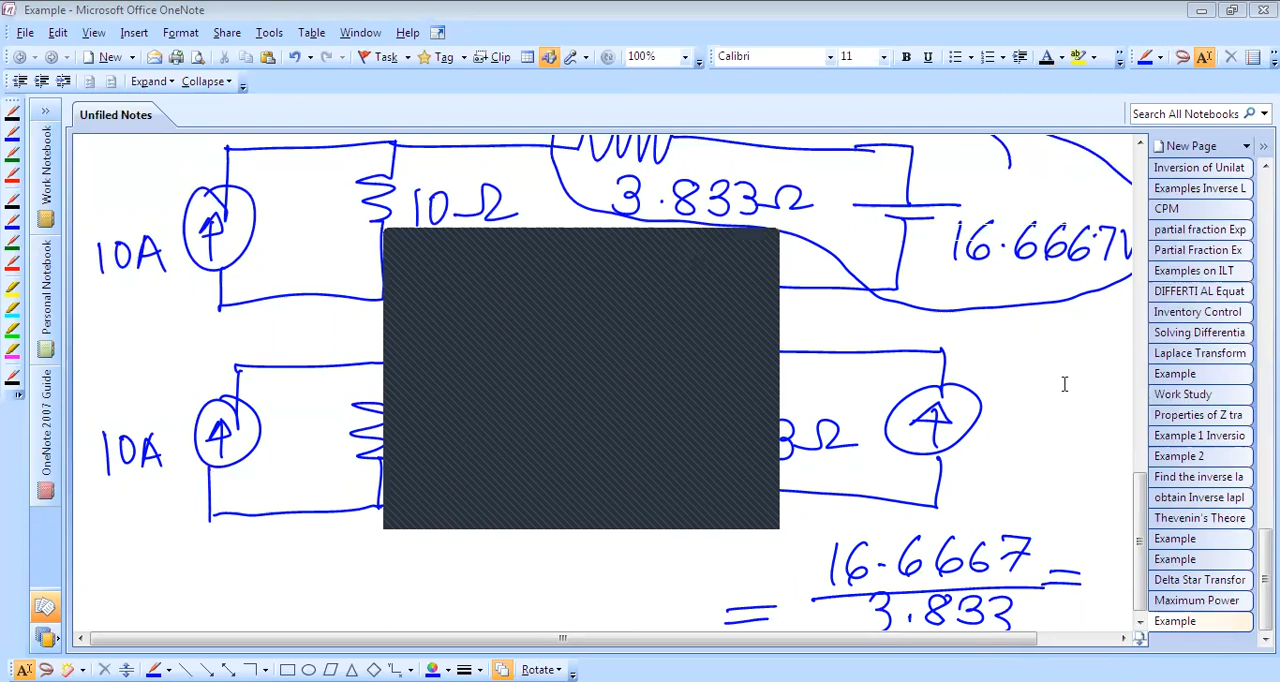 Example - Microsoft Office OneNote
File Edit View Insert Format Share Tools Table Window Help
New Task Tag Clip 100% Calibri 11 B U A ab
Expand Collapse
Unfiled Notes
Search All Notebooks
New Page
Work Notebook
Personal Notebook
OneNote 2007 Guide
10A
10Ω
3.833Ω
16.6667V
10A
3Ω
= 16.6667 =
3.833
Inversion of Unilat
Examples Inverse L
CPM
partial fraction Exp
Partial Fraction Ex
Examples on ILT
DIFFERTI AL Equat
Inventory Control
Solving Differentia
Laplace Transform
Example
Work Study
Properties of Z tra
Example 1 Inversio
Example 2
Find the inverse la
obtain Inverse lapl
Thevenin's Theore
Example
Example
Delta Star Transfor
Maximum Power
Example
Rotate